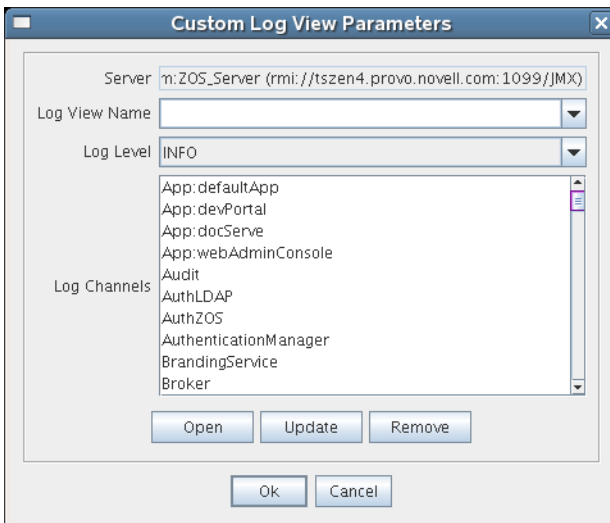 Custom Log View Parameters
Server m:ZOS_Server (rmi://tszen4.provo.novell.com:1099/JMX)
Log View Name
Log Level INFO
Log Channels
App:defaultApp
App:devPortal
App:docServe
App:webAdminConsole
Audit
AuthLDAP
AuthZOS
AuthenticationManager
BrandingService
Broker
Open Update Remove
Ok Cancel